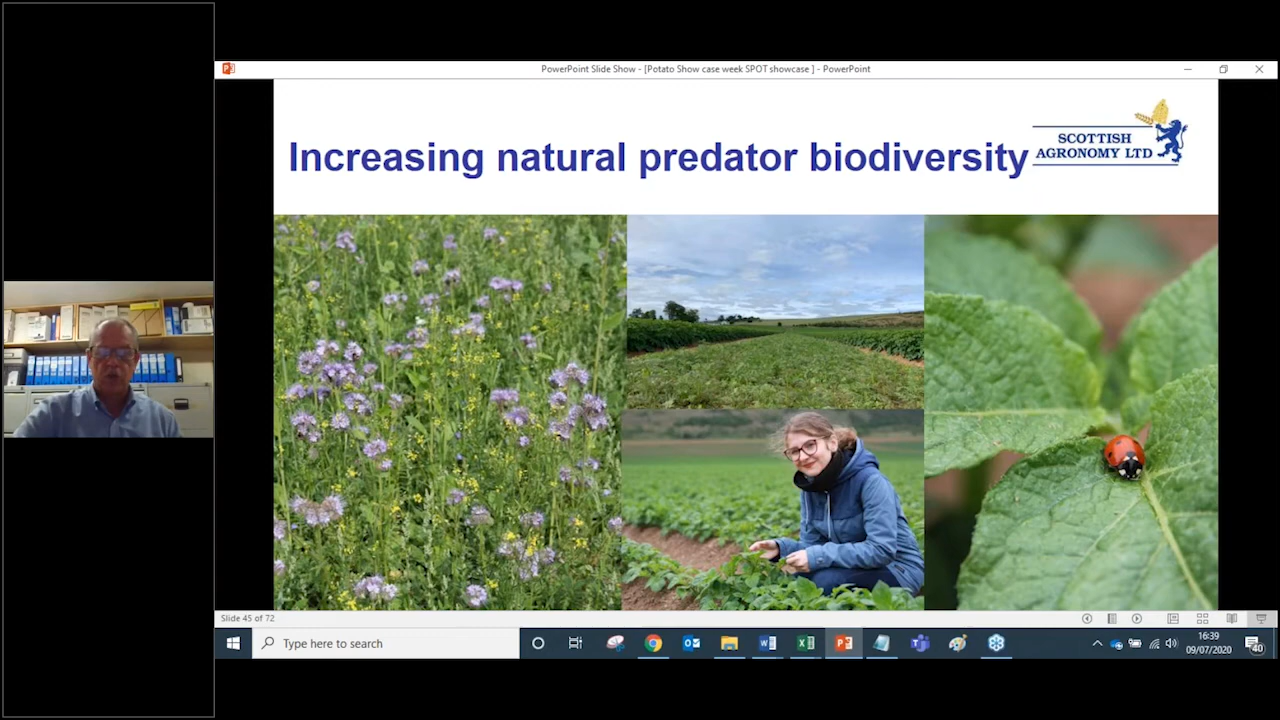 PowerPoint Slide Show - [Potato Show case week SPOT showcase ] - PowerPoint
Increasing natural predator biodiversity
SCOTTISH
AGRONOMY LTD
Slide 45 of 72
Type here to search
16:39
09/07/2020
40